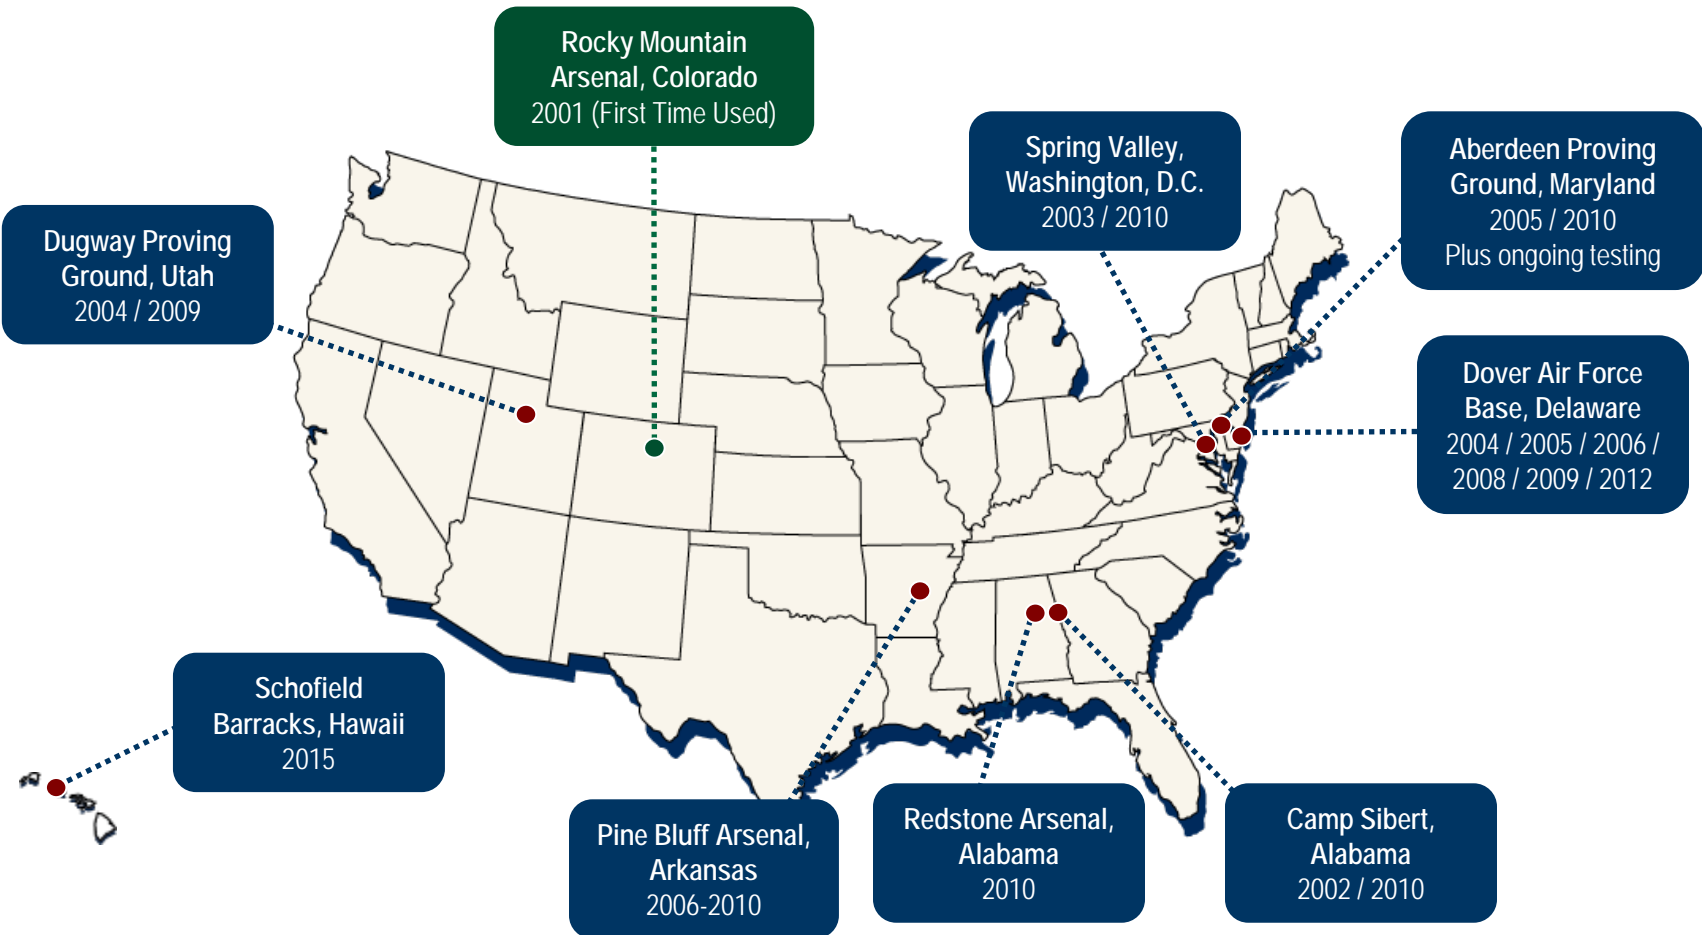 Rocky Mountain
Arsenal, Colorado
2001 (First Time Used)
Spring Valley,
Washington, D.C.
2003 / 2010
Aberdeen Proving
Ground, Maryland
2005 / 2010
Plus ongoing testing
Dugway Proving
Ground, Utah
2004 / 2009
Dover Air Force
Base, Delaware
2004 / 2005 / 2006 /
2008 / 2009 / 2012
Schofield
Barracks, Hawaii
2015
Pine Bluff Arsenal,
Arkansas
2006-2010
Redstone Arsenal,
Alabama
2010
Camp Sibert,
Alabama
2002 / 2010